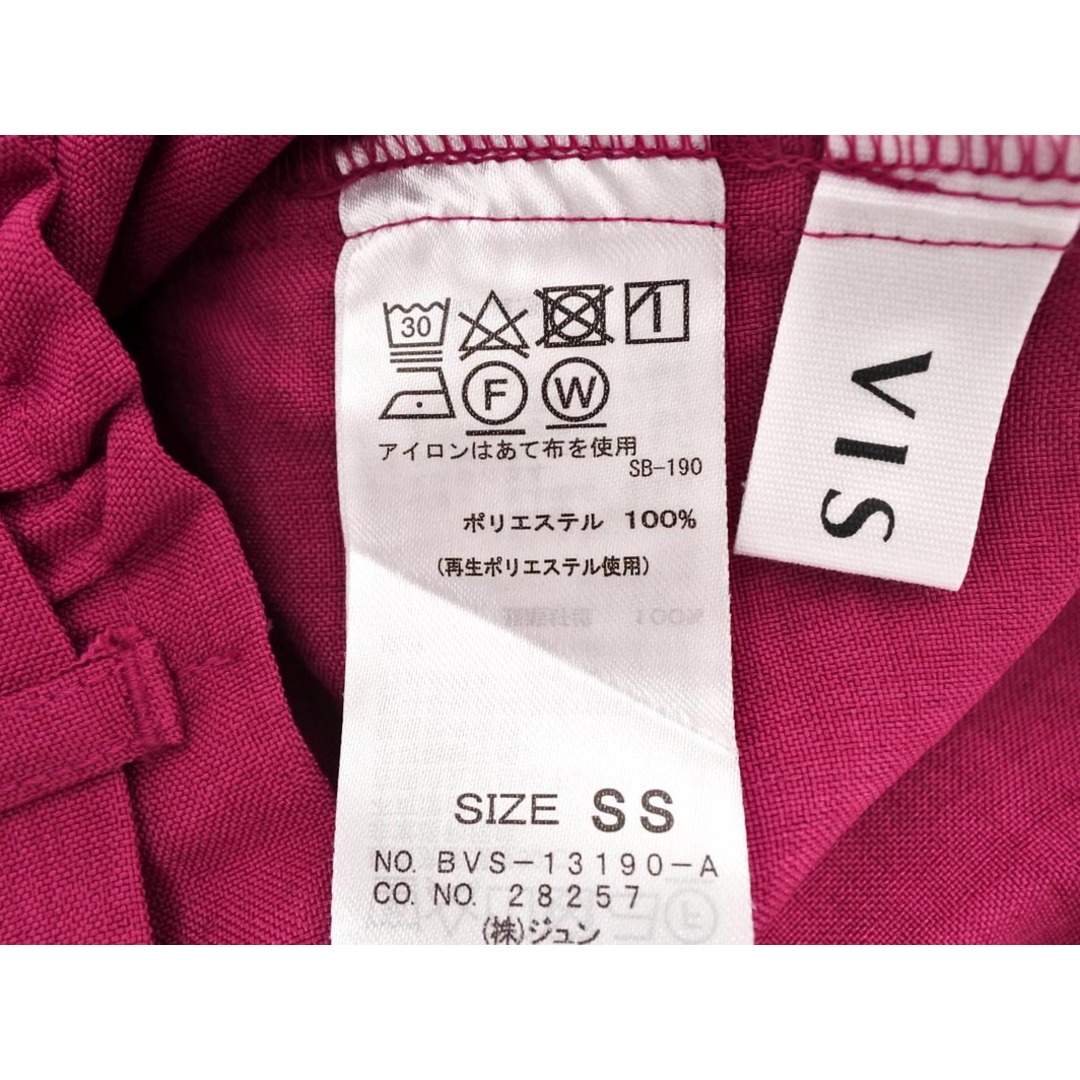 30
F W
アイロンはあて布を使用
SB-190
ポリエステル 100%
(再生ポリエステル使用)
100%
SIZE SS
NO. BVS-13190-A
CO. NO. 28257
(株)ジュン
VIS